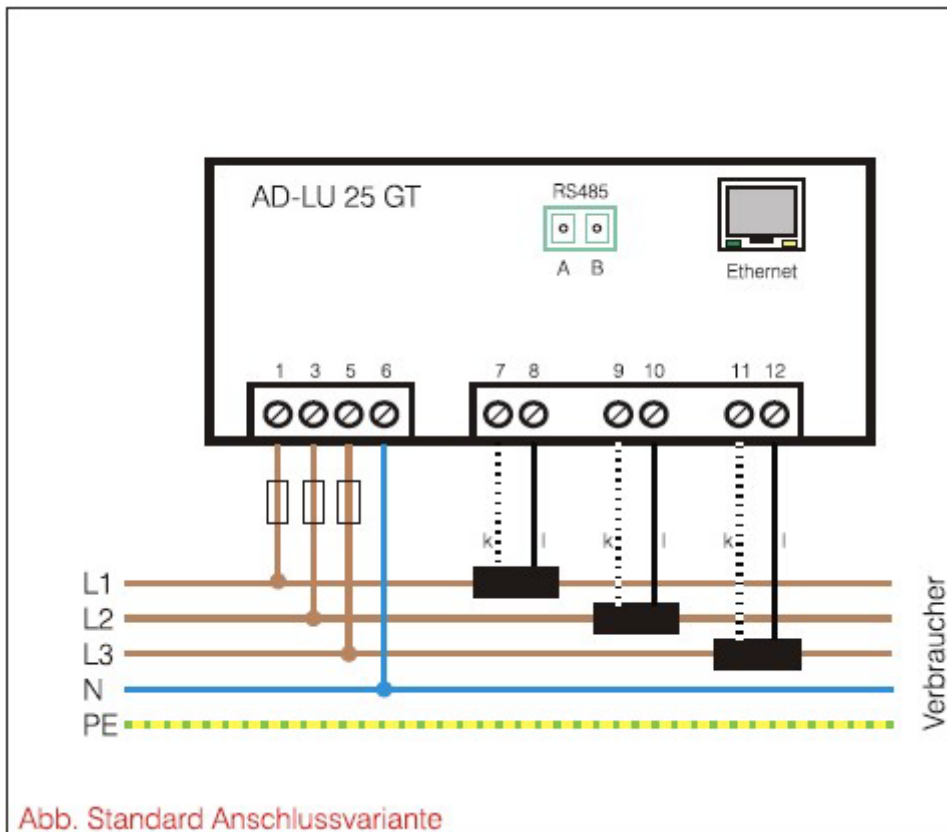 AD-LU 25 GT
RS485
A B
Ethernet
1 3 5 6 7 8 9 10 11 12
k l k l k l
L1
L2
L3
N
PE
Verbraucher
Abb. Standard Anschlussvariante